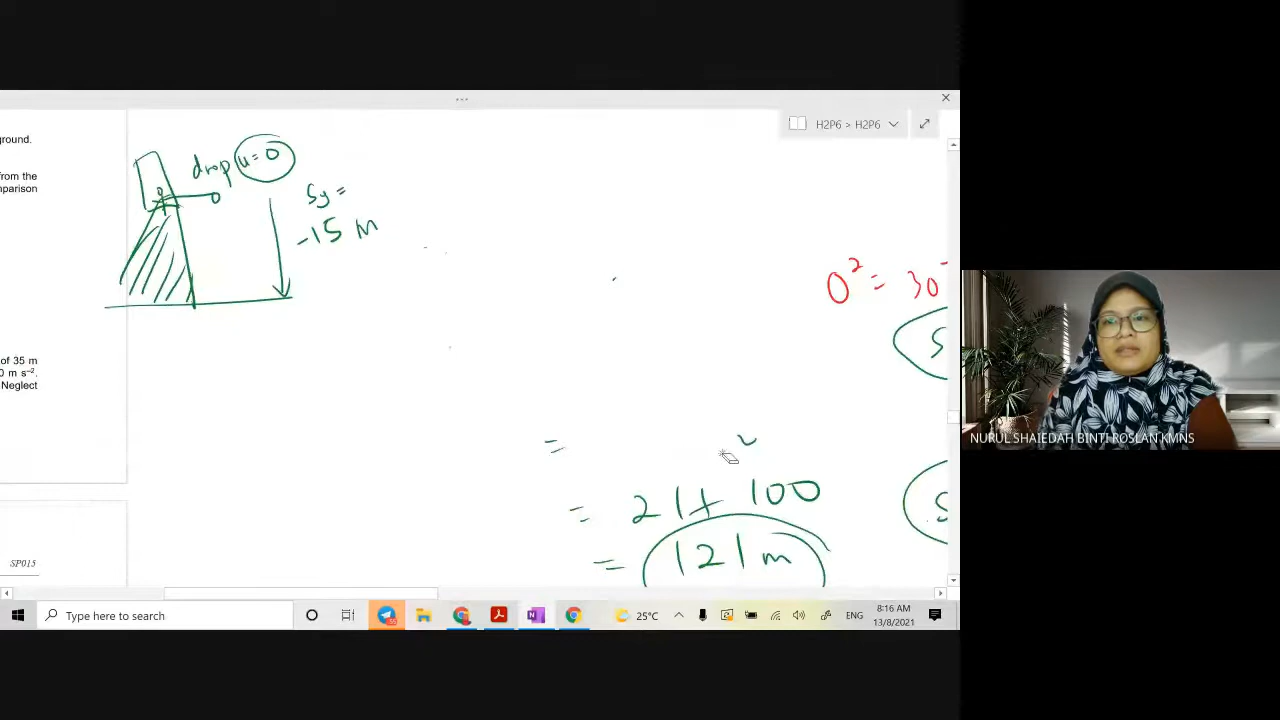 H2P6 > H2P6
ground.
from the
mparison
drop u = 0
Sy =
-15 m
0² = 30
S
of 35 m
0 m s⁻².
Neglect
=
= 21 + 100
= 121 m
S
SP015
NURUL SHAIEDAH BINTI ROSLAN KMNS
Type here to search
25°C
ENG
8:16 AM
13/8/2021